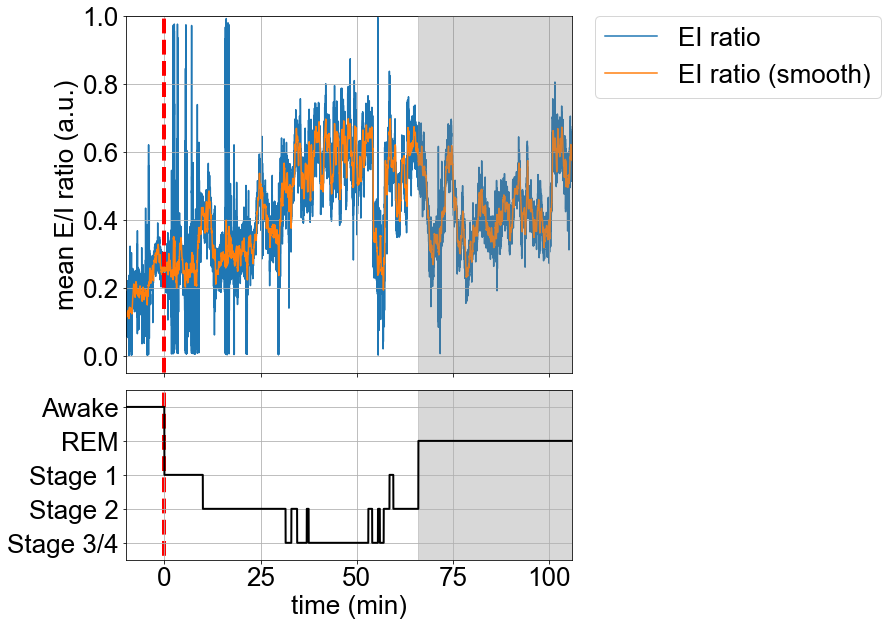 1.0
0.8
0.6
0.4
0.2
0.0
mean E/I ratio (a.u.)
EI ratio
EI ratio (smooth)
Awake
REM
Stage 1
Stage 2
Stage 3/4
0 25 50 75 100
time (min)